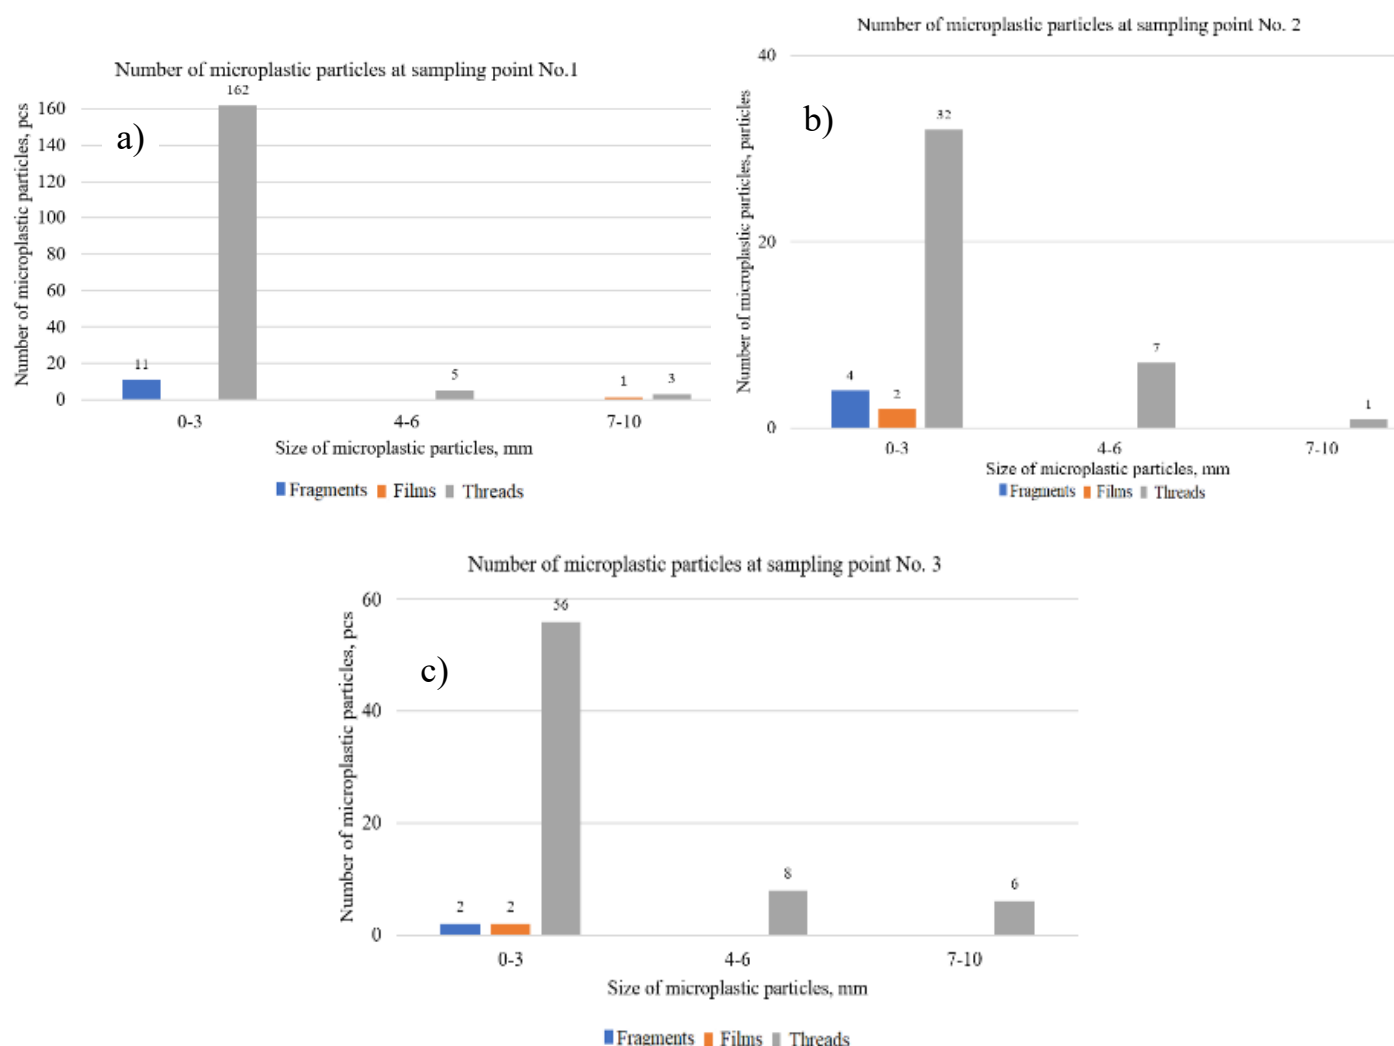 Number of microplastic particles at sampling point No.1
Number of microplastic particles, pcs
a)
160
140
120
100
80
60
40
20
0
162
11
5
1
3
0-3
4-6
7-10
Size of microplastic particles, mm
Fragments Films Threads
Number of microplastic particles at sampling point No. 2
Number of microplastic particles, particles
b)
40
20
0
32
4
2
7
1
0-3
4-6
7-10
Size of microplastic particles, mm
Fragments Films Threads
Number of microplastic particles at sampling point No. 3
Number of microplastic particles, pcs
c)
60
40
20
0
56
2
2
8
6
0-3
4-6
7-10
Size of microplastic particles, mm
Fragments Films Threads